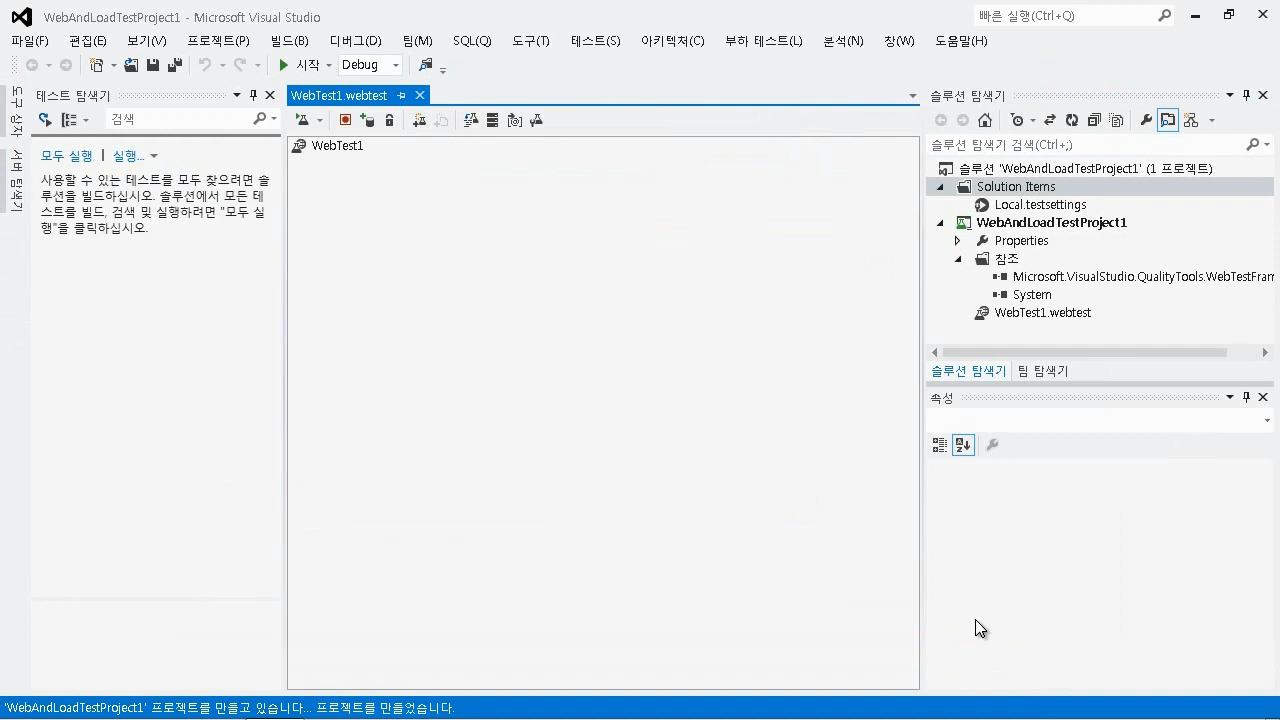 WebAndLoadTestProject1 - Microsoft Visual Studio
빠른 실행(Ctrl+Q)
파일(F) 편집(E) 보기(V) 프로젝트(P) 빌드(B) 디버그(D) 팀(M) SQL(Q) 도구(T) 테스트(S) 아키텍처(C) 부하 테스트(L) 분석(N) 창(W) 도움말(H)
시작 Debug
도구 상자
서버 탐색기
테스트 탐색기
검색
모두 실행 | 실행...
사용할 수 있는 테스트를 모두 찾으려면 솔
루션을 빌드하십시오. 솔루션에서 모든 테
스트를 빌드, 검색 및 실행하려면 "모두 실
행"을 클릭하십시오.
WebTest1.webtest
WebTest1
솔루션 탐색기
솔루션 탐색기 검색(Ctrl+;)
솔루션 'WebAndLoadTestProject1' (1 프로젝트)
Solution Items
Local.testsettings
WebAndLoadTestProject1
Properties
참조
Microsoft.VisualStudio.QualityTools.WebTestFram
System
WebTest1.webtest
솔루션 탐색기 팀 탐색기
속성
'WebAndLoadTestProject1' 프로젝트를 만들고 있습니다... 프로젝트를 만들었습니다.